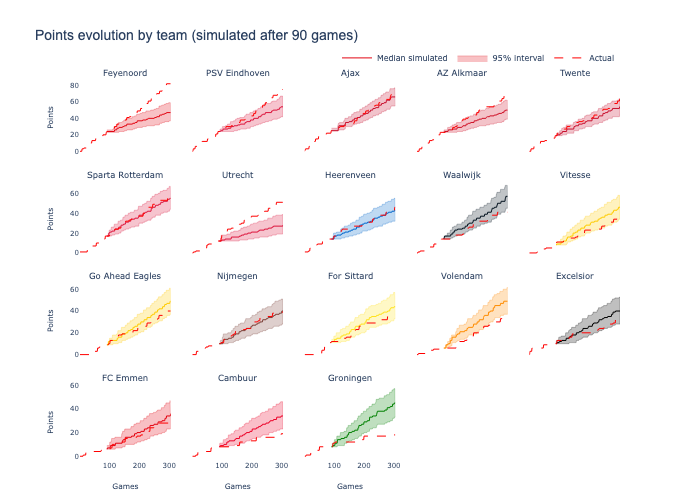 Points evolution by team (simulated after 90 games)
Median simulated 95% interval Actual
Feyenoord PSV Eindhoven Ajax AZ Alkmaar Twente
80
60
40
20
0
Points
Sparta Rotterdam Utrecht Heerenveen Waalwijk Vitesse
60
40
20
0
Points
Go Ahead Eagles Nijmegen For Sittard Volendam Excelsior
60
40
20
0
Points
FC Emmen Cambuur Groningen
60
40
20
0
Points
100 200 300 100 200 300 100 200 300
Games Games Games